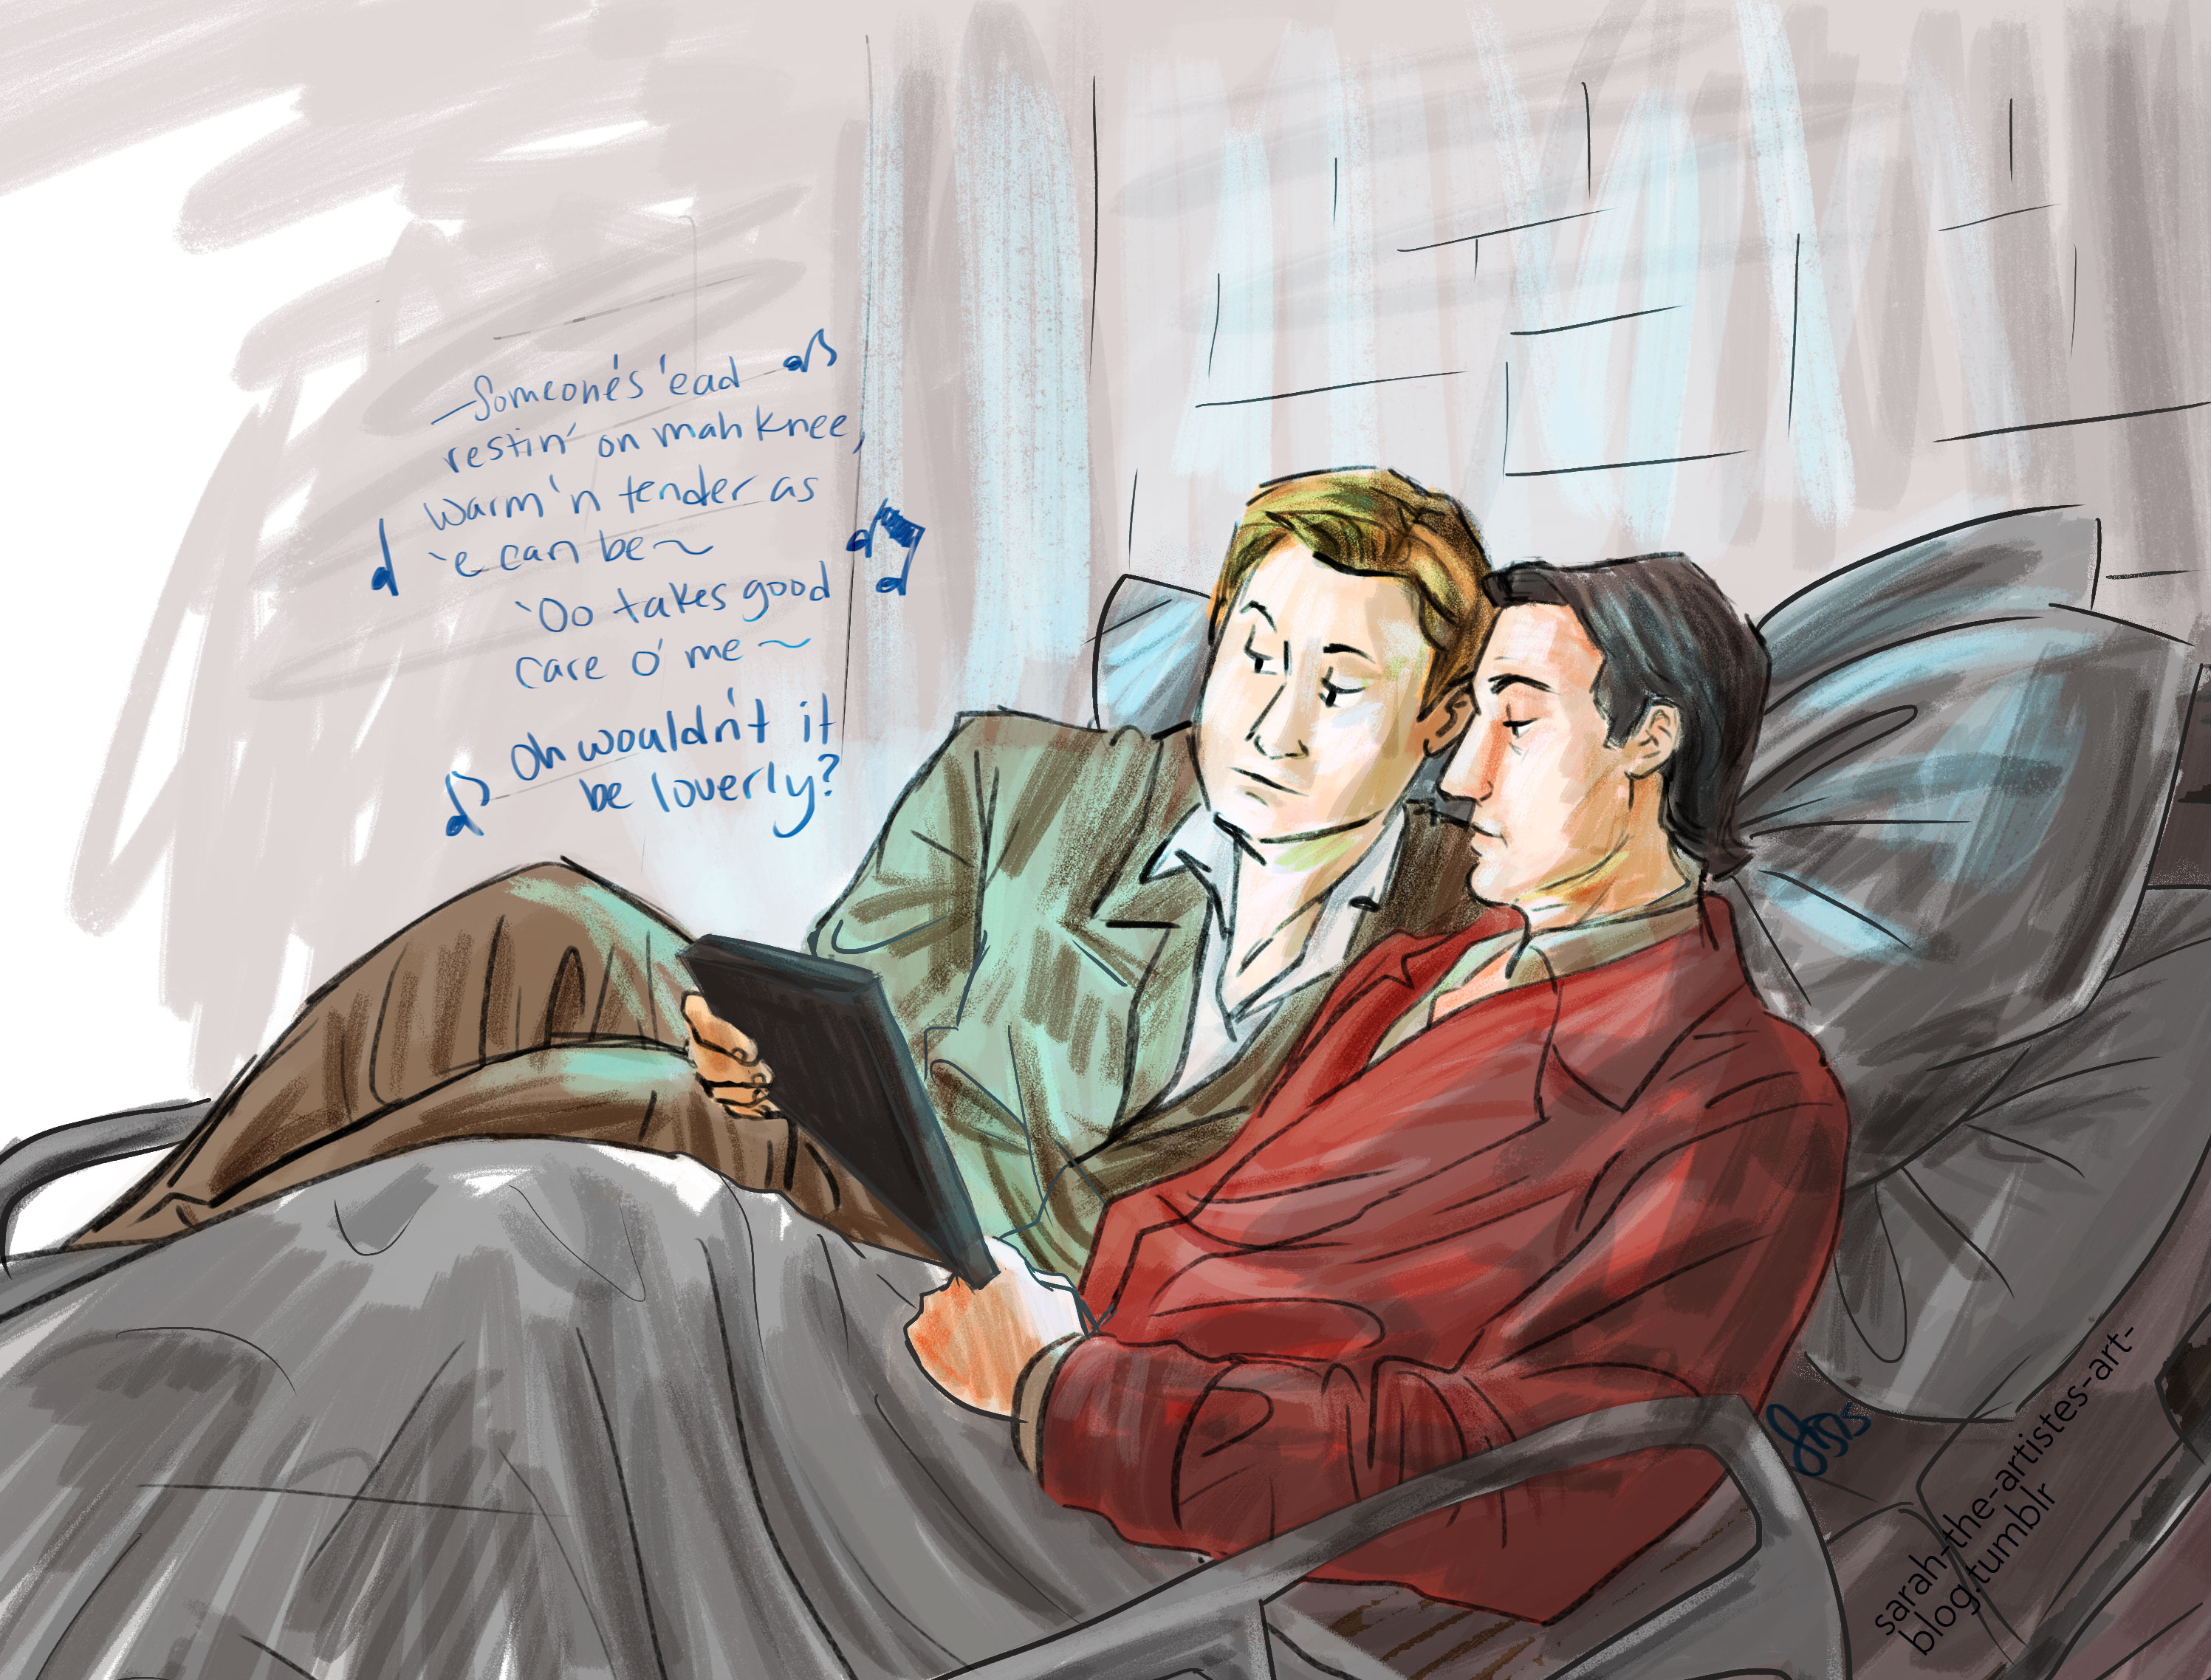 —Someone's 'ead
restin' on mah knee,
warm 'n tender as
'e can be~
'Oo takes good
care o' me~
Oh wouldn't it
be loverly?
sarah-the-artistes-art-
blog.tumblr